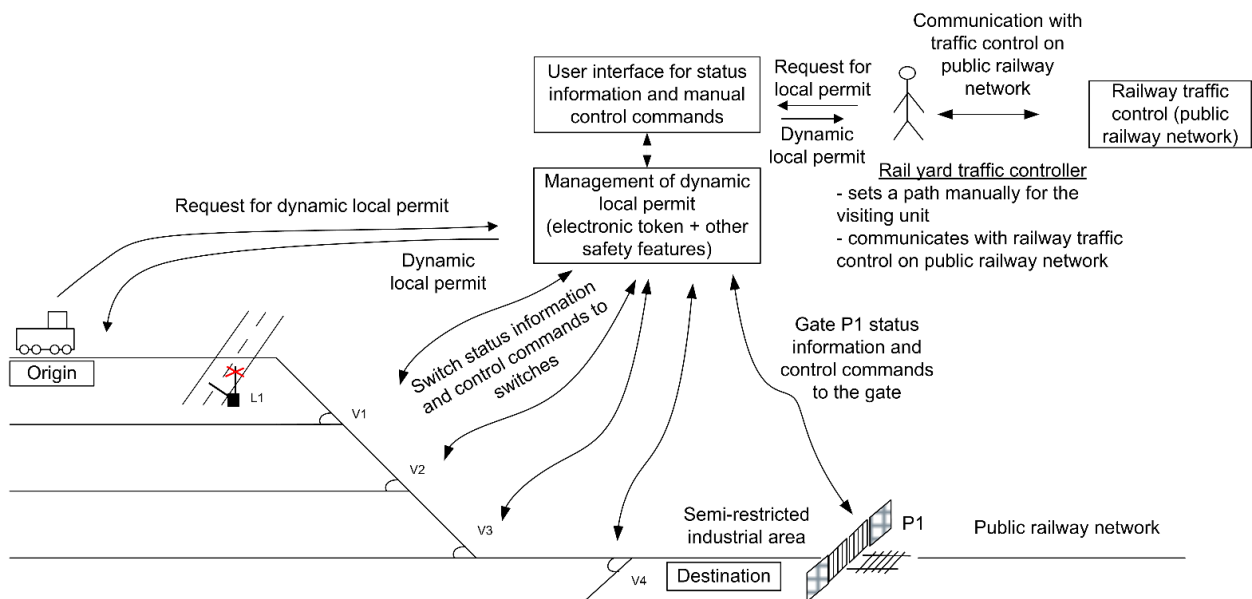 Communication with
traffic control on
public railway
network
User interface for status
information and manual
control commands
Request for
local permit
Dynamic
local permit
Railway traffic
control (public
railway network)
Rail yard traffic controller
- sets a path manually for the
visiting unit
- communicates with railway traffic
control on public railway network
Management of dynamic
local permit
(electronic token + other
safety features)
Request for dynamic local permit
Dynamic
local permit
Switch status information
and control commands to
switches
Gate P1 status
information and
control commands
to the gate
Origin
L1
V1
V2
V3
V4
Semi-restricted
industrial area
Destination
P1
Public railway network